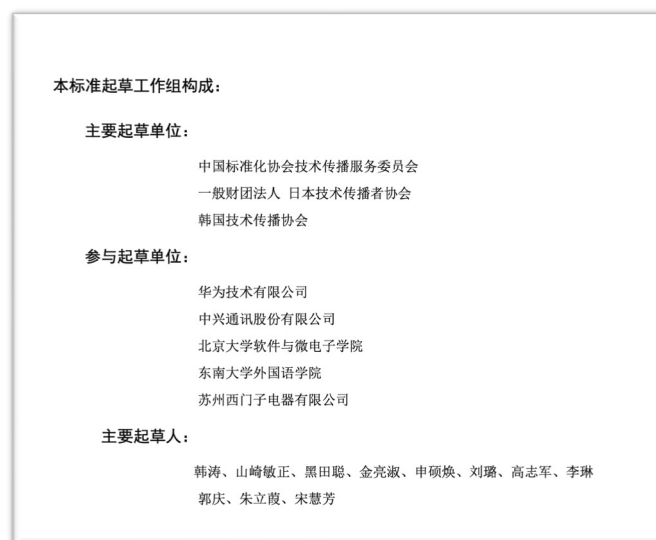 本标准起草工作组构成：
主要起草单位：
中国标准化协会技术传播服务委员会
一般财团法人 日本技术传播者协会
韩国技术传播协会
参与起草单位：
华为技术有限公司
中兴通讯股份有限公司
北京大学软件与微电子学院
东南大学外国语学院
苏州西门子电器有限公司
主要起草人：
韩涛、山崎敏正、黑田聪、金亮淑、申硕焕、刘璐、高志军、李琳
郭庆、朱立葭、宋慧芳